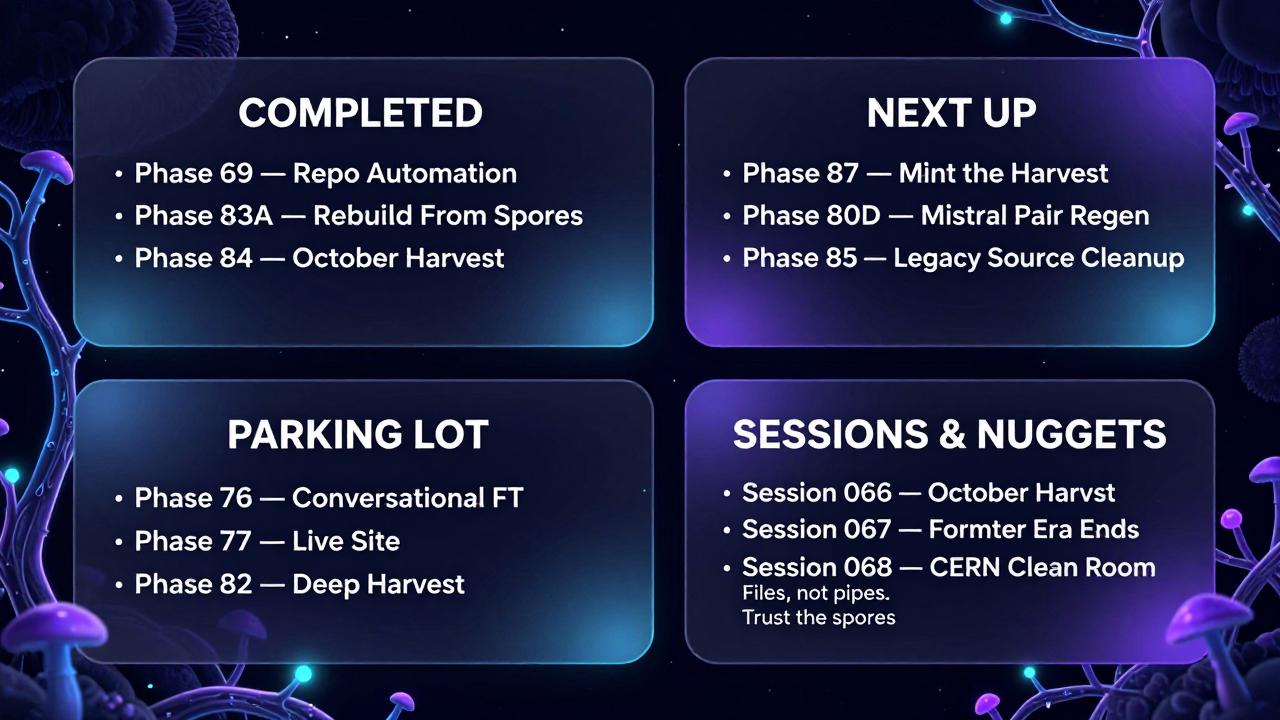 COMPLETED
• Phase 69 — Repo Automation
• Phase 83A — Rebuild From Spores
• Phase 84 — October Harvest
NEXT UP
• Phase 87 — Mint the Harvest
• Phase 80D — Mistral Pair Regen
• Phase 85 — Legacy Source Cleanup
PARKING LOT
• Phase 76 — Conversational FT
• Phase 77 — Live Site
• Phase 82 — Deep Harvest
SESSIONS & NUGGETS
• Session 066 — October Harvst
• Session 067 — Formter Era Ends
• Session 068 — CERN Clean Room
Files, not pipes.
Trust the spores